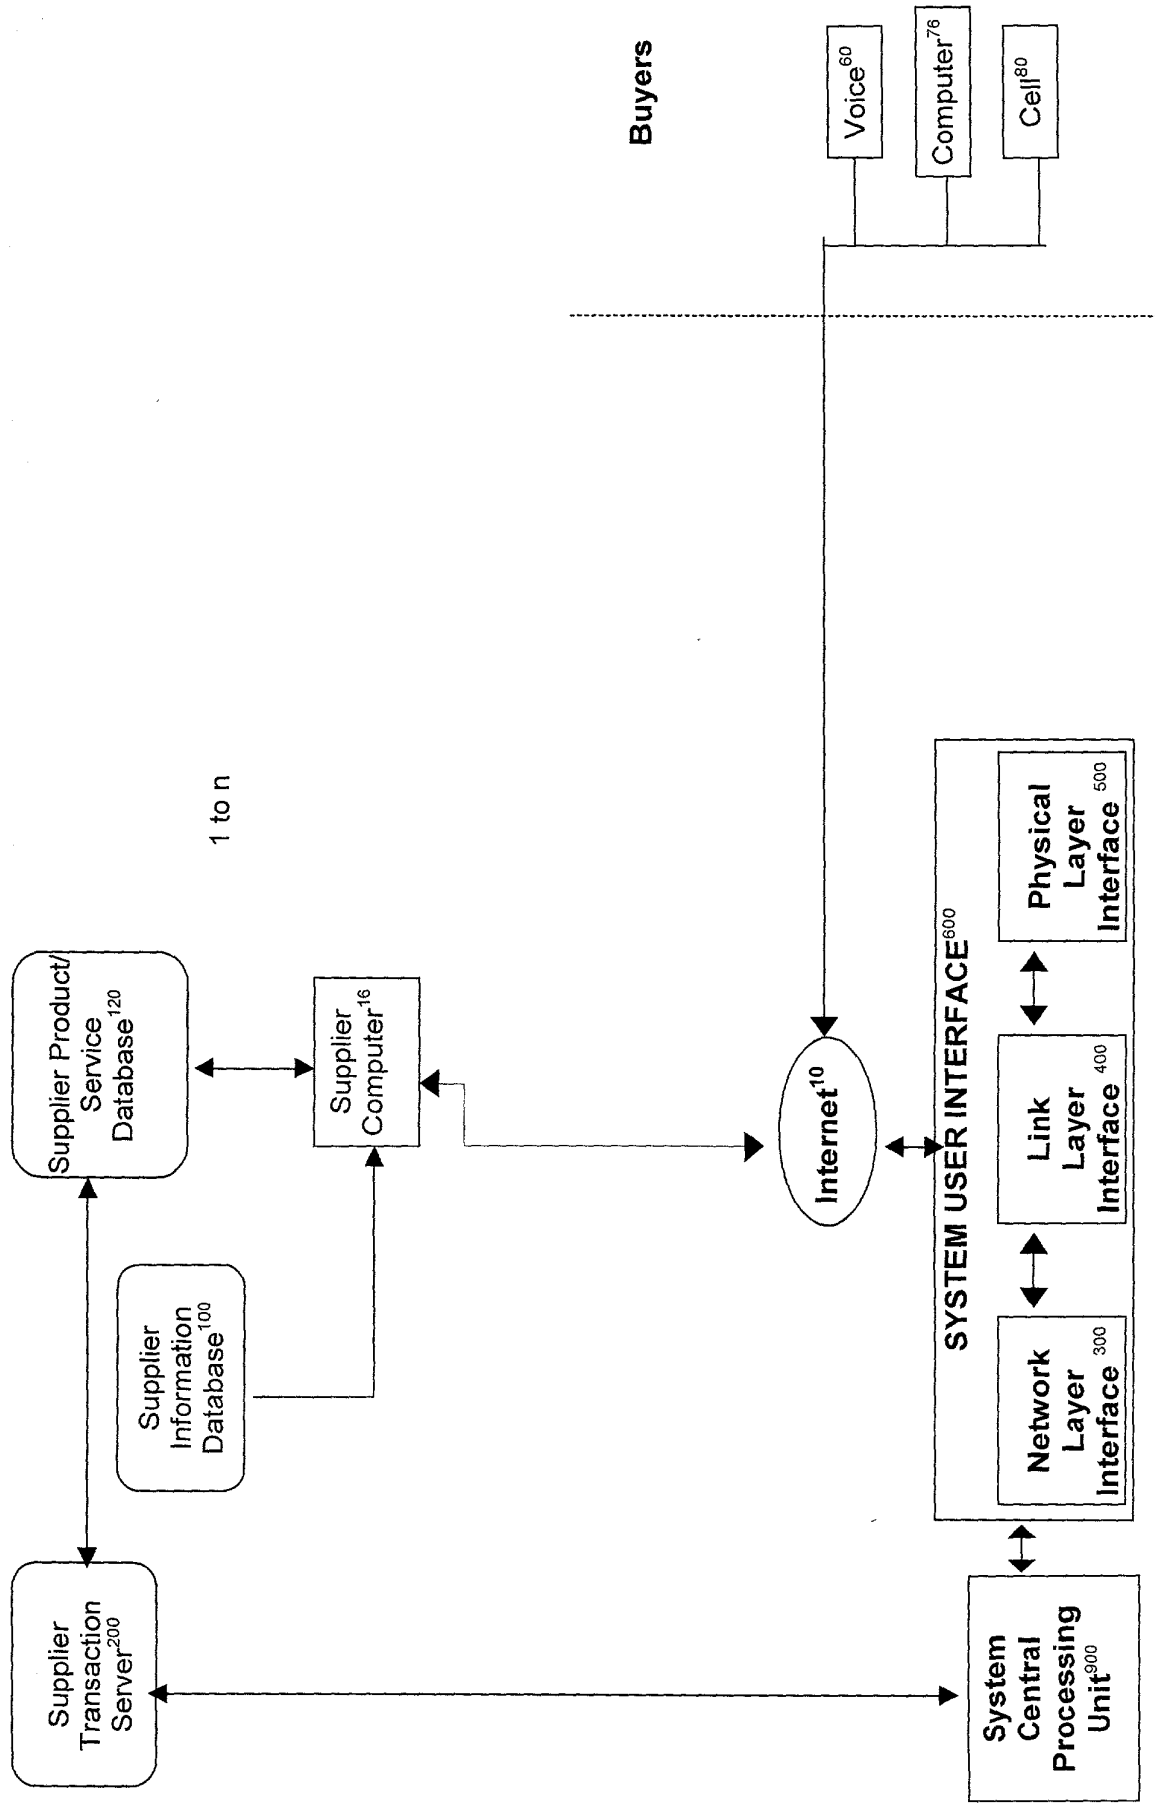 Supplier
Transaction
Server200
Supplier
Information
Database100
Supplier Product/
Service
Database120
1 to n
Supplier
Computer16
Buyers
Voice60
Computer76
Cell80
Internet10
SYSTEM USER INTERFACE600
System
Central
Processing
Unit900
Network
Layer
Interface 300
Link
Layer
Interface 400
Physical
Layer
Interface 500